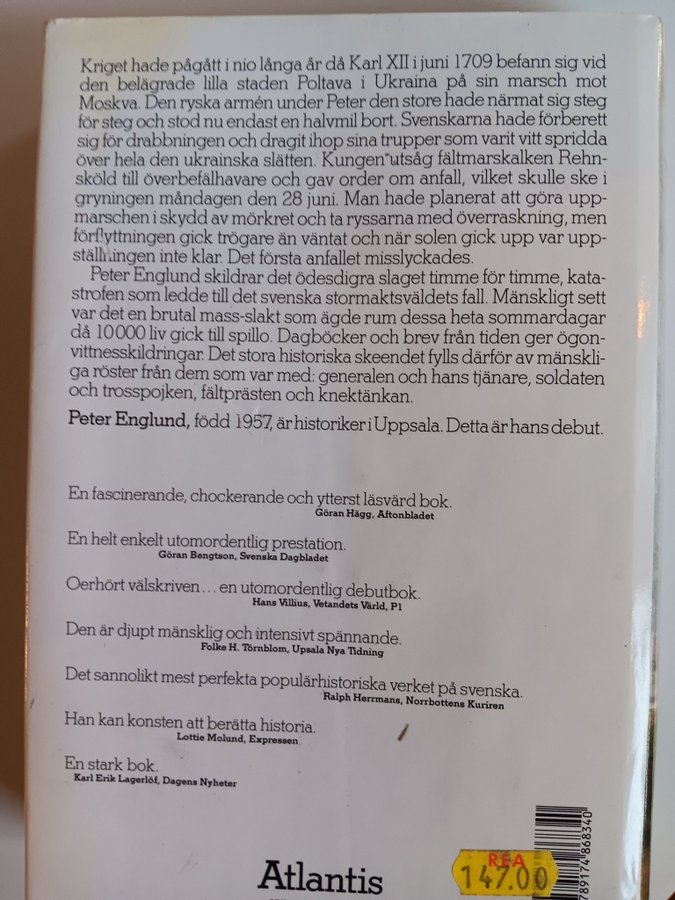 Kriget hade pågått i nio långa år då Karl XII i juni 1709 befann sig vid
den belägrade lilla staden Poltava i Ukraina på sin marsch mot
Moskva. Den ryska armén under Peter den store hade närmat sig steg
för steg och stod nu endast en halvmil bort. Svenskarna hade förberett
sig för drabbningen och dragit ihop sina trupper som varit vitt spridda
över hela den ukrainska slätten. Kungen utsåg fältmarskalken Rehn-
sköld till överbefälhavare och gav order om anfall, vilket skulle ske i
gryningen måndagen den 28 juni. Man hade planerat att göra upp-
marschen i skydd av mörkret och ta ryssarna med överraskning, men
förflyttningen gick trögare än väntat och när solen gick upp var upp-
ställningen inte klar. Det första anfallet misslyckades.
Peter Englund skildrar det ödesdigra slaget timme för timme, kata-
strofen som ledde till det svenska stormaktsväldets fall. Mänskligt sett
var det en brutal mass-slakt som ägde rum dessa heta sommardagar
då 10 000 liv gick till spillo. Dagböcker och brev från tiden ger ögon-
vittnesskildringar. Det stora historiska skeendet fylls därför av mänskli-
ga röster från dem som var med: generalen och hans tjänare, soldaten
och trosspojken, fältprästen och knektänkan.
Peter Englund, född 1957, är historiker i Uppsala. Detta är hans debut.
En fascinerande, chockerande och ytterst läsvärd bok.
Göran Hägg, Aftonbladet
En helt enkelt utomordentlig prestation.
Göran Bengtson, Svenska Dagbladet
Oerhört välskriven... en utomordentlig debutbok.
Hans Villius, Vetandets Värld, P1
Den är djupt mänsklig och intensivt spännande.
Folke H. Törnblom, Upsala Nya Tidning
Det sannolikt mest perfekta populärhistoriska verket på svenska.
Ralph Herrmans, Norrbottens Kuriren
Han kan konsten att berätta historia.
Lottie Molund, Expressen
En stark bok.
Karl Erik Lagerlöf, Dagens Nyheter
Atlantis
REA
147.00
789174868340